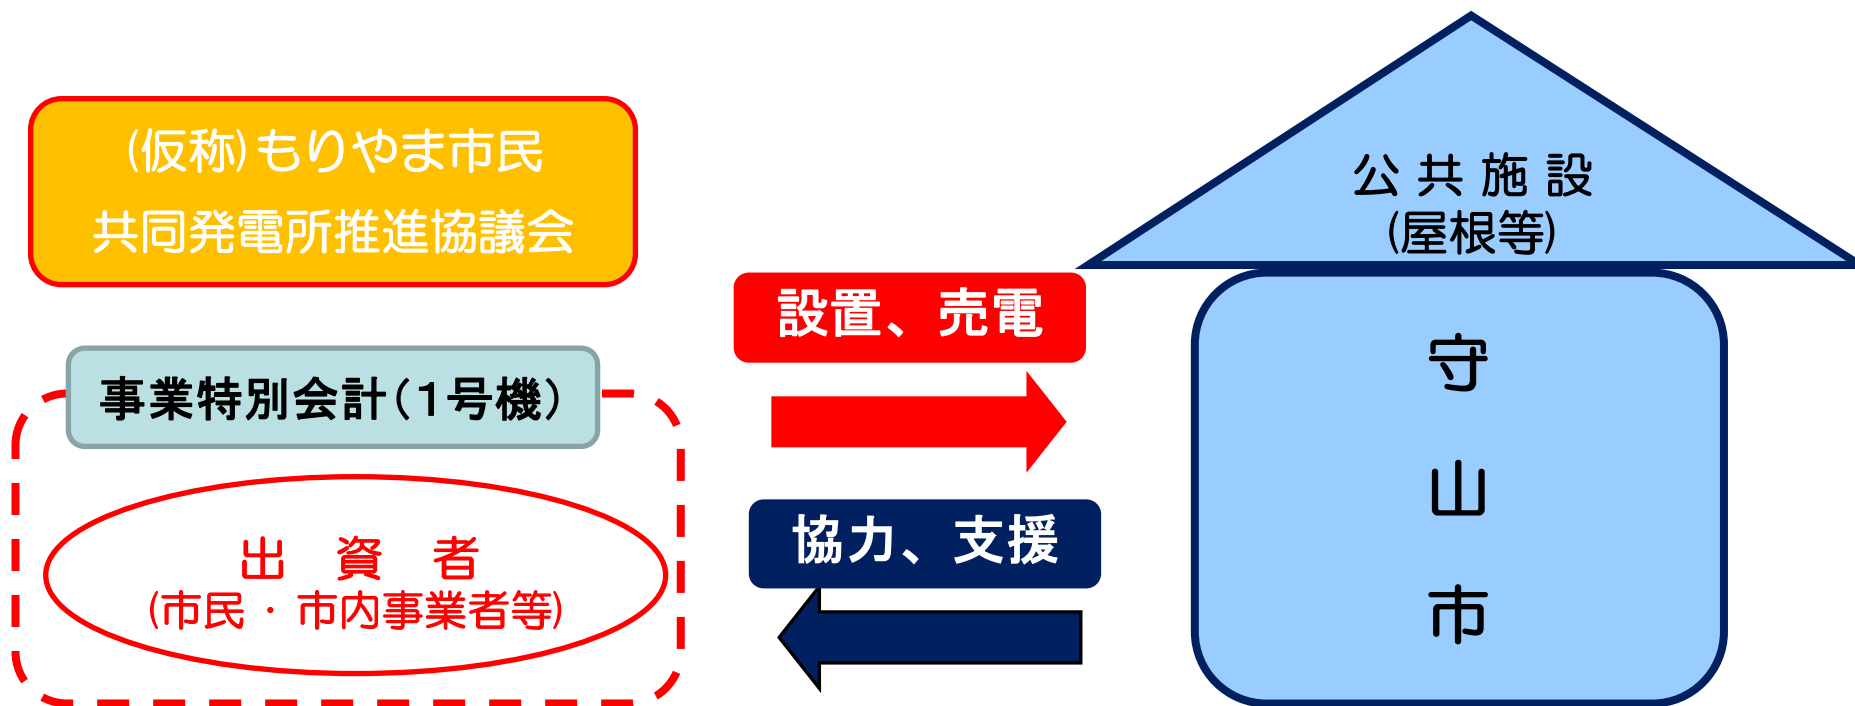 (仮称)もりやま市民
共同発電所推進協議会
事業特別会計(1号機)
出 資 者
(市民・市内事業者等)
設置、売電
協力、支援
公共施設
(屋根等)
守
山
市